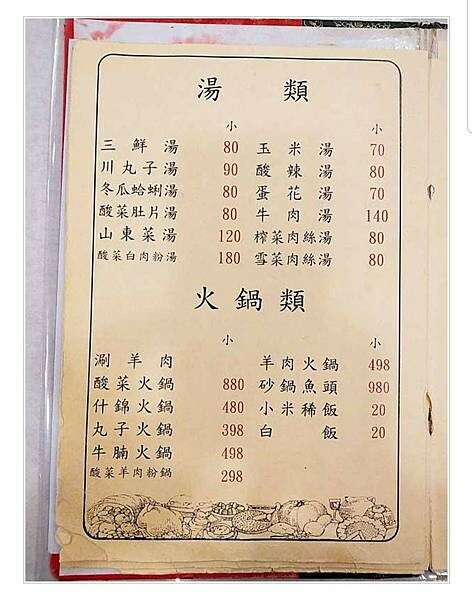 湯類
小 小
三鮮湯 80 玉米湯 70
川丸子湯 90 酸辣湯 80
冬瓜蛤蜊湯 80 蛋花湯 70
酸菜肚片湯 80 牛肉湯 140
山東菜湯 120 榨菜肉絲湯 80
酸菜白肉粉湯 180 雪菜肉絲湯 80
火鍋類
小 小
涮羊肉 羊肉火鍋 498
酸菜火鍋 880 砂鍋魚頭 980
什錦火鍋 480 小米稀飯 20
丸子火鍋 398 白飯 20
牛腩火鍋 498
酸菜羊肉粉鍋 298